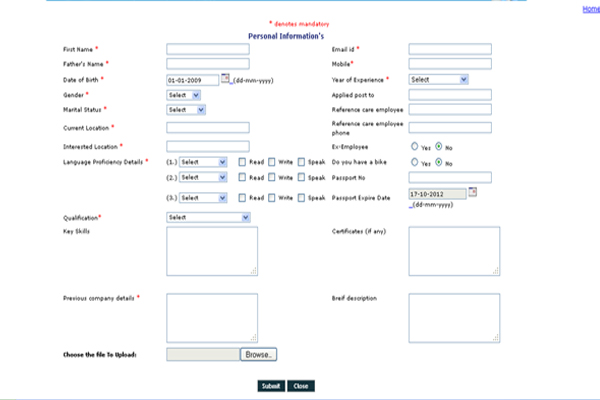 Home
* denotes mandatory
Personal Information's
First Name *
Email id *
Father's Name *
Mobile*
Date of Birth * 01-01-2009 _(dd-mm-yyyy)
Year of Experience * Select
Gender * Select
Applied post to
Marital Status * Select
Reference care employee
Current Location *
Reference care employee
phone
Interested Location *
Ex-Employee Yes No
Language Proficiency Details * (1.) Select Read Write Speak
Do you have a bike Yes No
(2.) Select Read Write Speak
Passport No
(3.) Select Read Write Speak
Passport Expire Date 17-10-2012
_(dd-mm-yyyy)
Qualification* Select
Key Skills
Certificates (if any)
Previous company details *
Breif description
Choose the file To Upload: Browse..
Submit Close